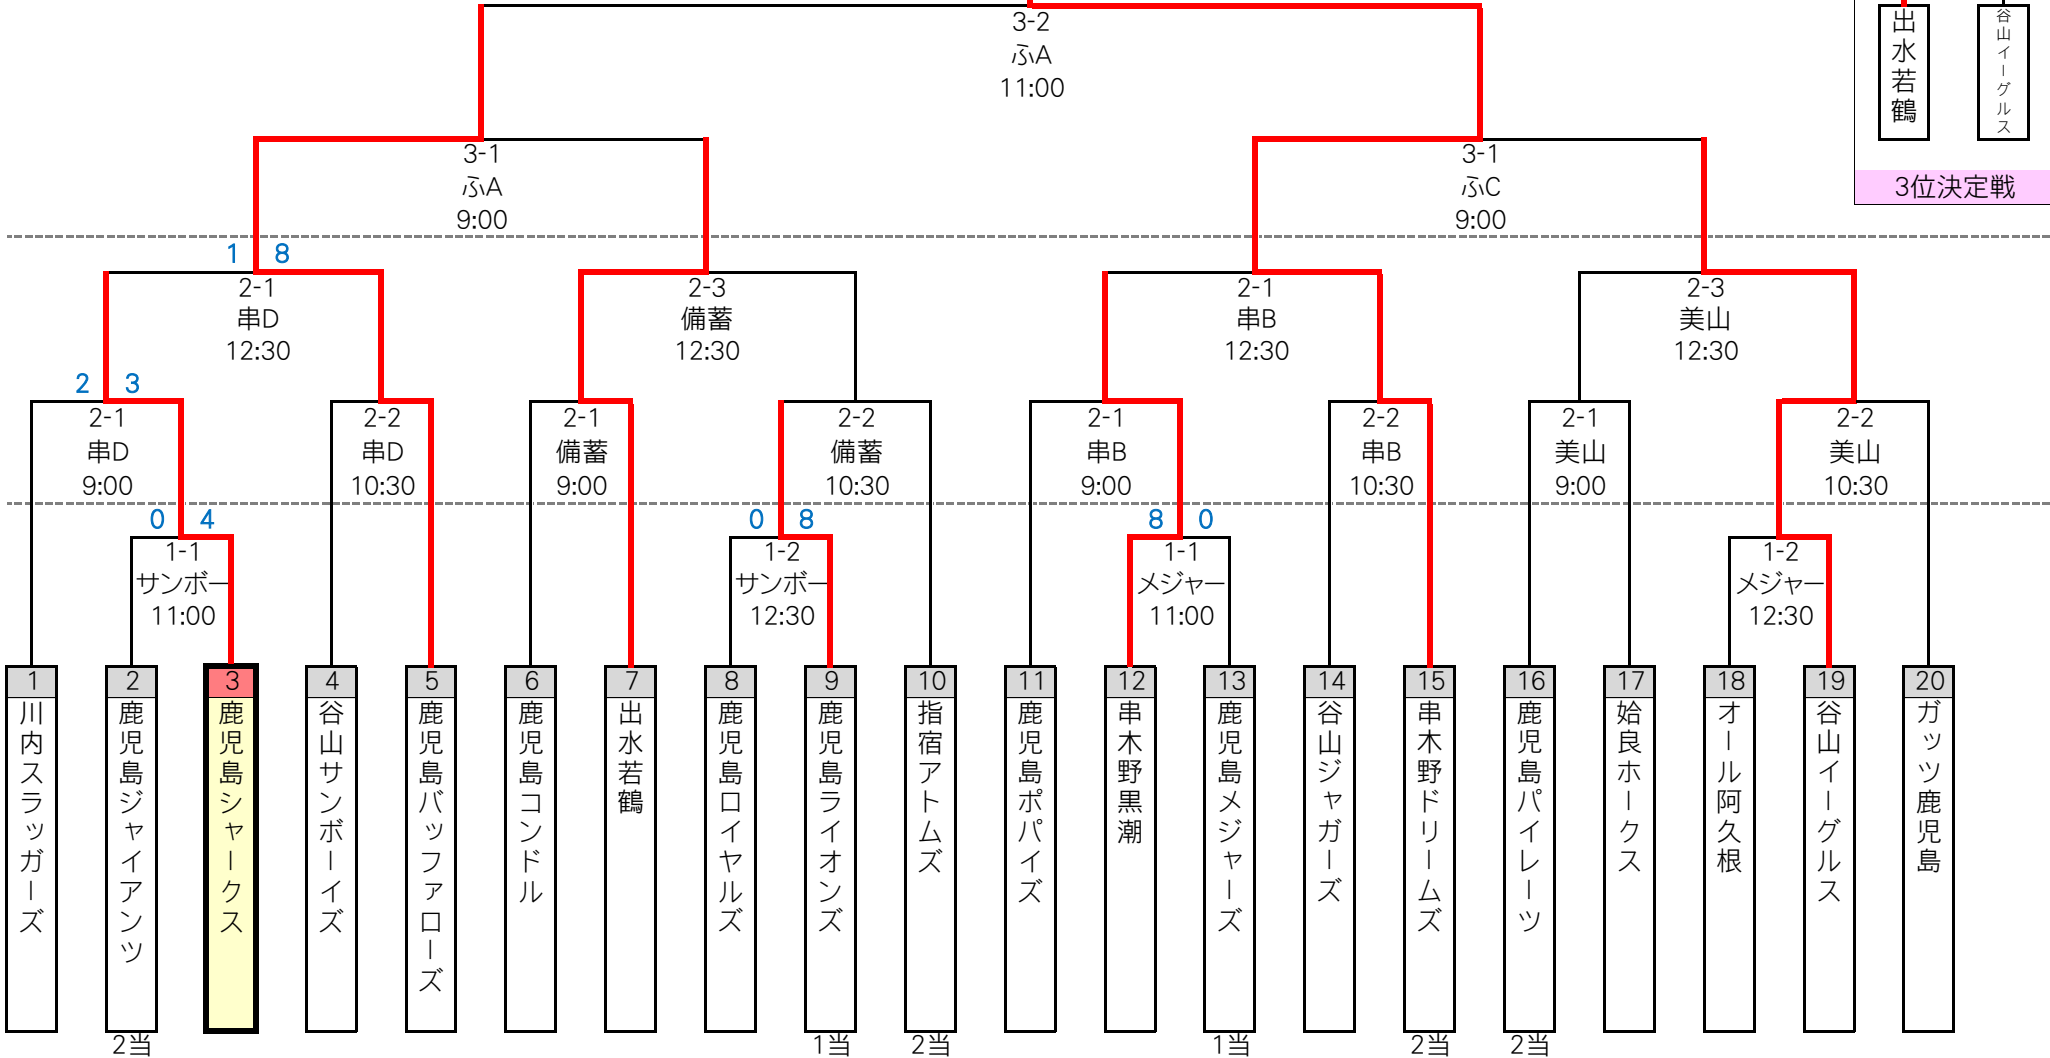 3-2
ふA
11:00
出水若鶴
谷山イーグルス
3位決定戦
3-1
ふA
9:00
3-1
ふC
9:00
1 8
2-1
串D
12:30
2-3
備蓄
12:30
2-1
串B
12:30
2-3
美山
12:30
2 3
2-1
串D
9:00
2-2
串D
10:30
2-1
備蓄
9:00
2-2
備蓄
10:30
2-1
串B
9:00
2-2
串B
10:30
2-1
美山
9:00
2-2
美山
10:30
0 4
1-1
サンボー
11:00
0 8
1-2
サンボー
12:30
8 0
1-1
メジャー
11:00
1-2
メジャー
12:30
1
川内スラッガーズ
2
鹿児島ジャイアンツ
2当
3
鹿児島シャークス
4
谷山サンボーイズ
5
鹿児島バッファローズ
6
鹿児島コンドル
7
出水若鶴
8
鹿児島ロイヤルズ
9
鹿児島ライオンズ
1当
10
指宿アトムズ
2当
11
鹿児島ポパイズ
12
串木野黒潮
13
鹿児島メジャーズ
1当
14
谷山ジャガーズ
15
串木野ドリームズ
2当
16
鹿児島パイレーツ
2当
17
姶良ホークス
18
オール阿久根
19
谷山イーグルス
20
ガッツ鹿児島